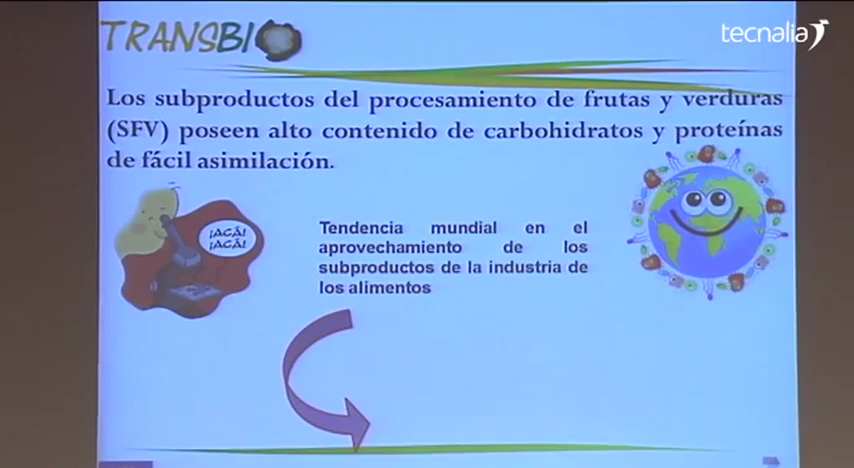 TRANSBIO
tecnalia
Los subproductos del procesamiento de frutas y verduras
(SFV) poseen alto contenido de carbohidratos y proteínas
de fácil asimilación.
¡ACÁ!
¡ACÁ!
Tendencia mundial en el
aprovechamiento de los
subproductos de la industria de
los alimentos